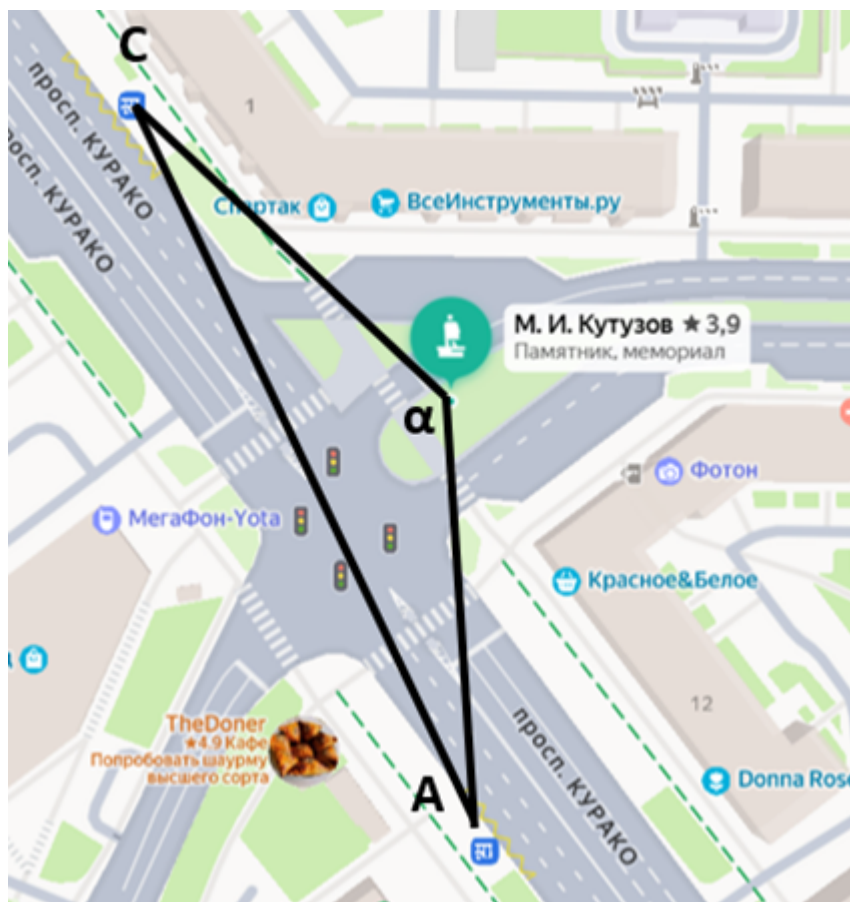 C
просп. КУРАКО
просп. КУРАКО
1
Спартак
ВсеИнструменты.ру
М. И. Кутузов ★ 3,9
Памятник, мемориал
α
Фотон
МегаФон-Yota
Красное&Белое
12
TheDoner
★4.9 Кафе
Попробовать шаурму
высшего сорта
просп. КУРАКО
A
Donna Rose